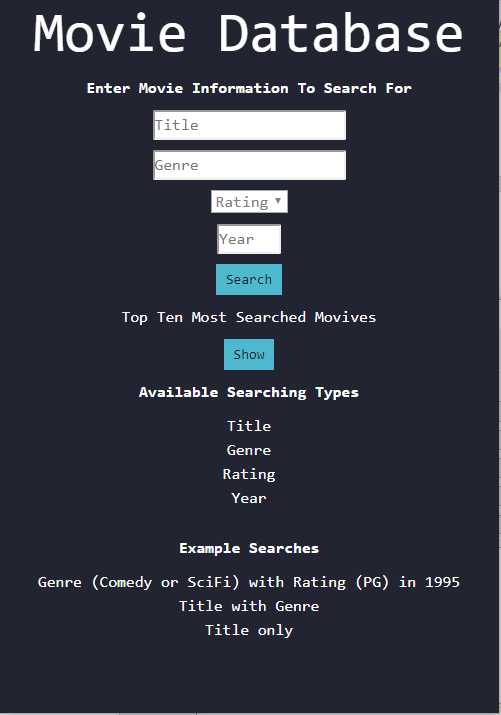 Movie Database
Enter Movie Information To Search For
Title
Genre
Rating
Year
Search
Top Ten Most Searched Movives
Show
Available Searching Types
Title
Genre
Rating
Year
Example Searches
Genre (Comedy or SciFi) with Rating (PG) in 1995
Title with Genre
Title only